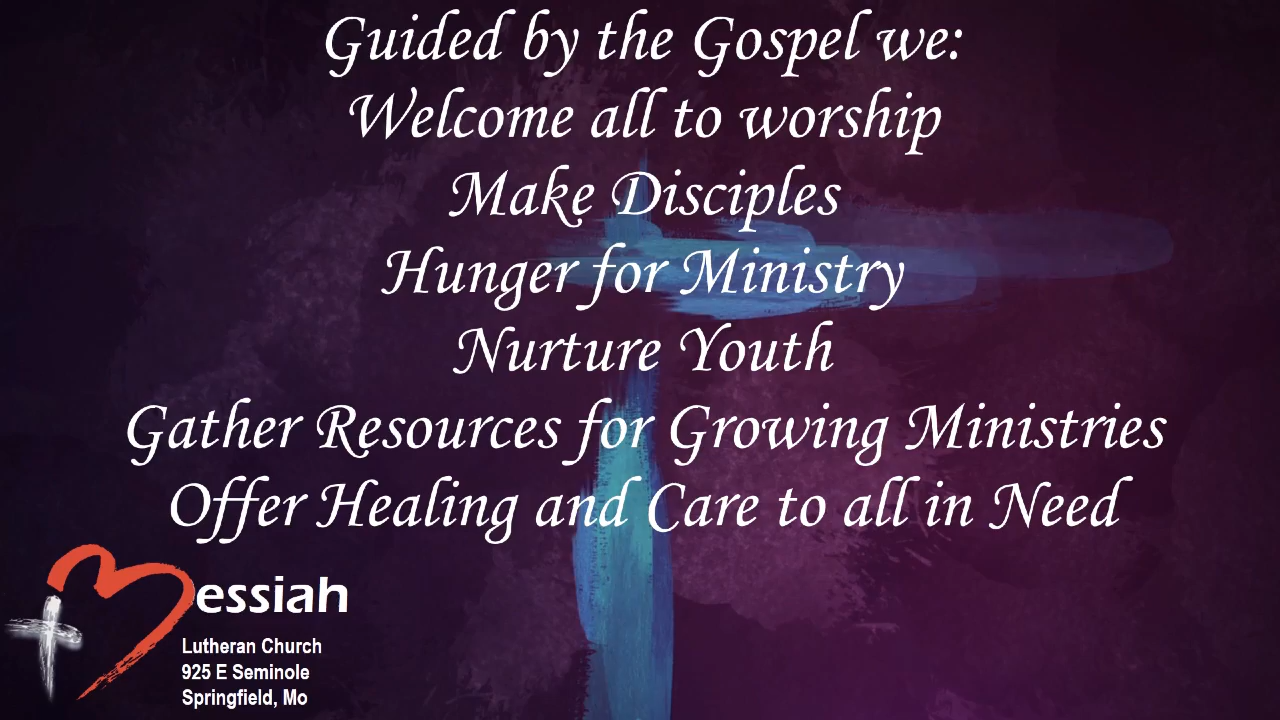 Guided by the Gospel we:
Welcome all to worship
Make Disciples
Hunger for Ministry
Nurture Youth
Gather Resources for Growing Ministries
Offer Healing and Care to all in Need
Messiah
Lutheran Church
925 E Seminole
Springfield, Mo